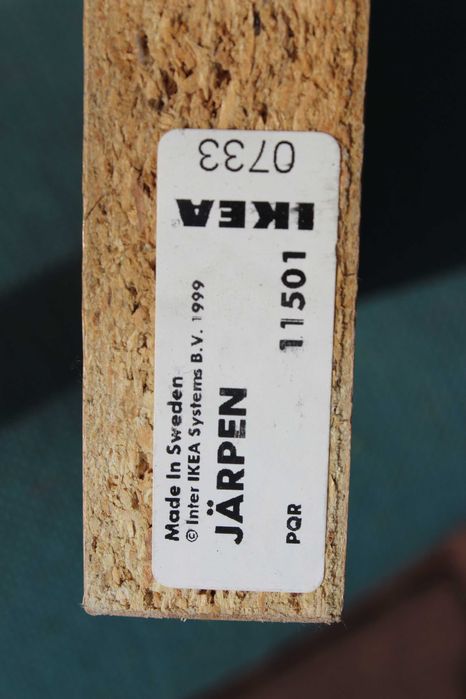 Made In Sweden
© Inter IKEA Systems B.V. 1999
JÄRPEN
PQR 11501
IKEA
0733